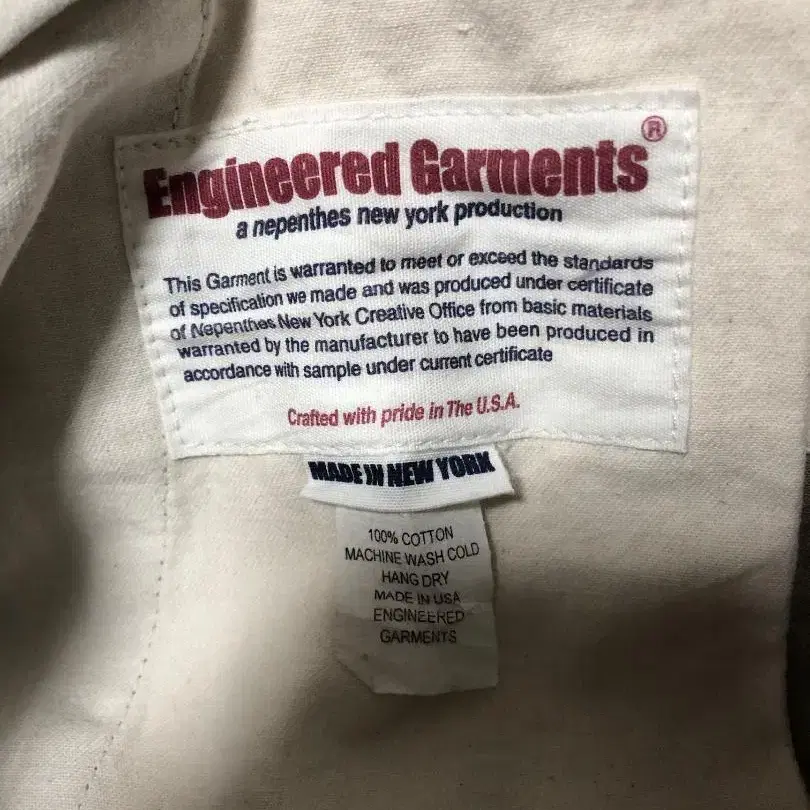 Engineered Garments®
a nepenthes new york production
This Garment is warranted to meet or exceed the standards
of specification we made and was produced under certificate
of Nepenthes New York Creative Office from basic materials
warranted by the manufacturer to have been produced in
accordance with sample under current certificate
Crafted with pride in The U.S.A.
MADE IN NEW YORK
100% COTTON
MACHINE WASH COLD
HANG DRY
MADE IN USA
ENGINEERED
GARMENTS